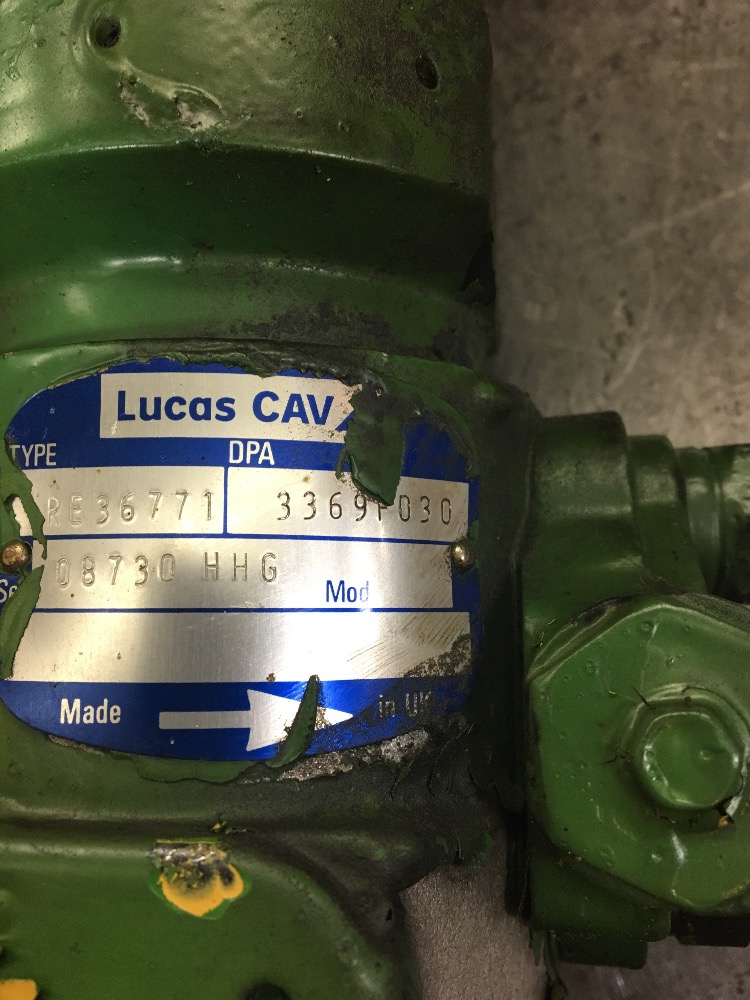 Lucas CAV
TYPE DPA
RE36771 3369F030
08730 HHG Mod
Made in UK